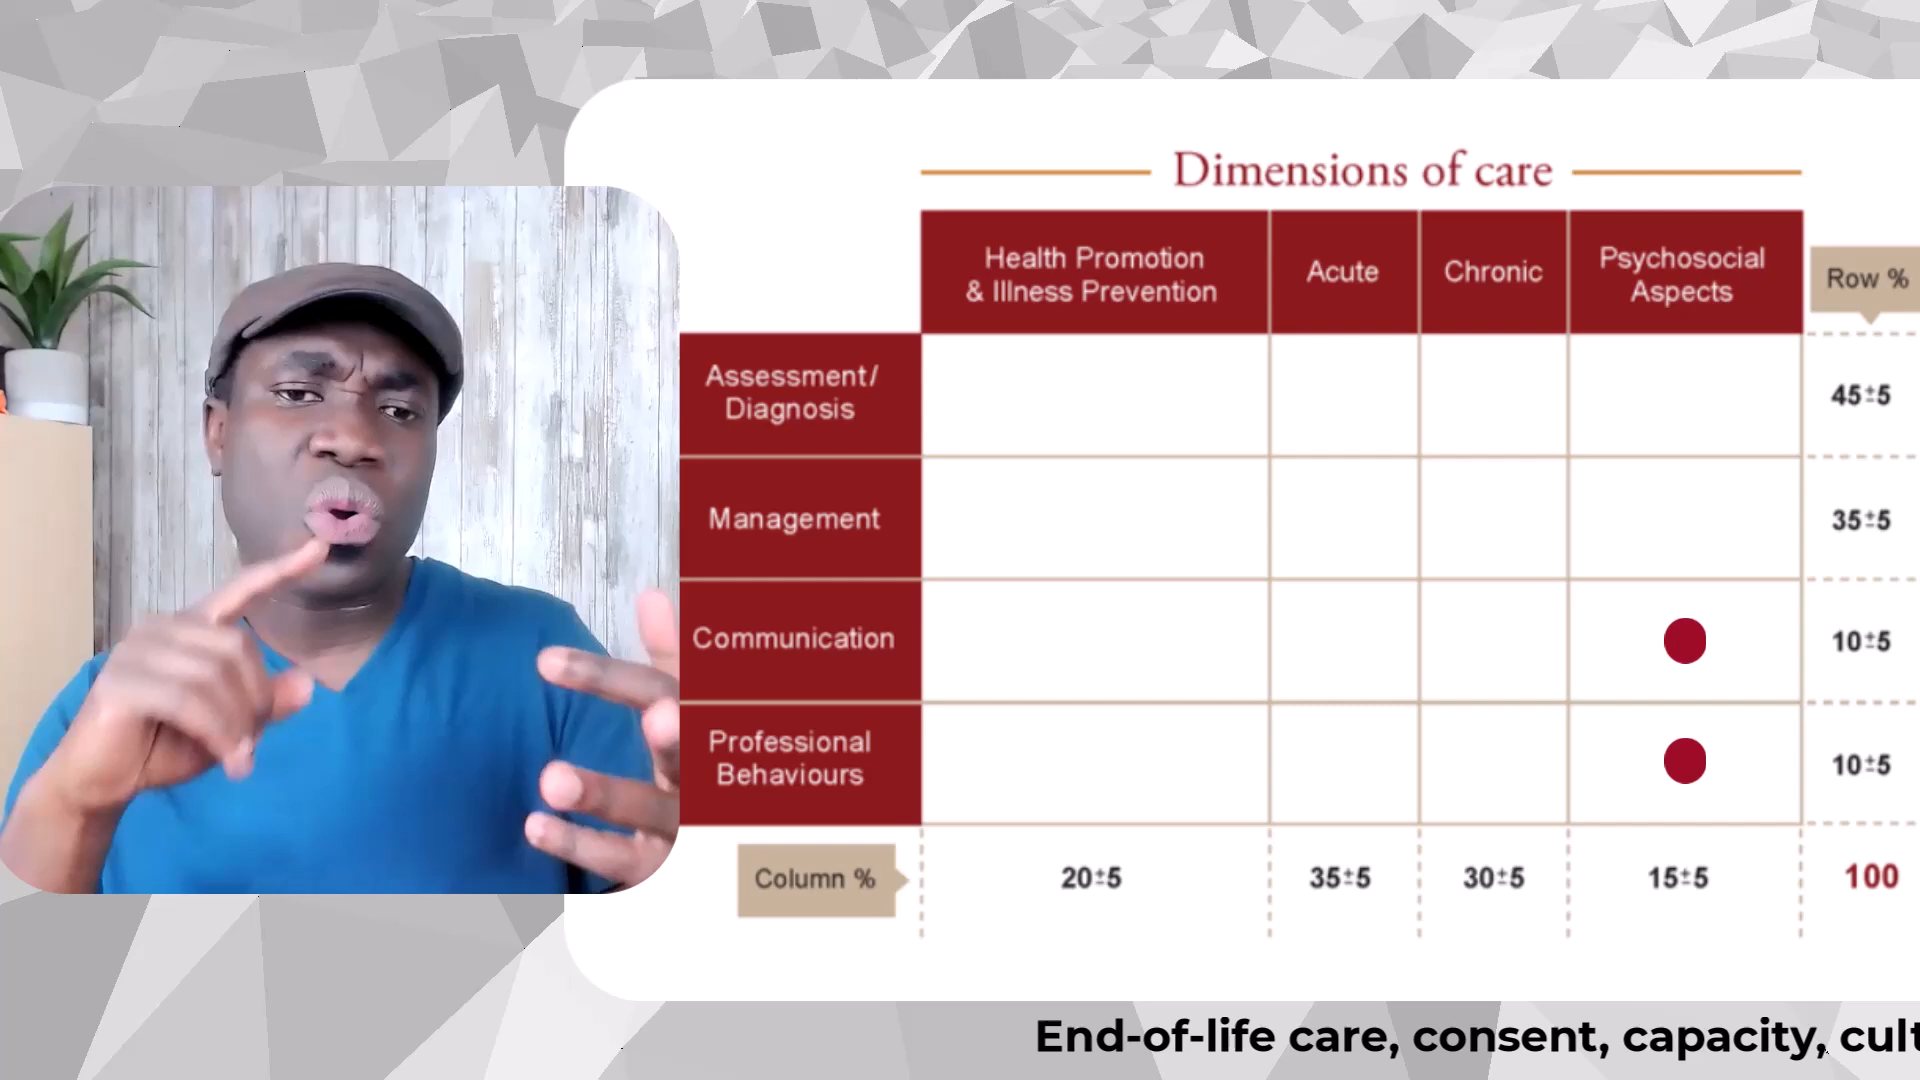 Dimensions of care
Health Promotion
& Illness Prevention
Acute
Chronic
Psychosocial
Aspects
Row %
Assessment/
Diagnosis
45±5
Management
35±5
Communication
10±5
Professional
Behaviours
10±5
Column %
20±5
35±5
30±5
15±5
100
End-of-life care, consent, capacity, cult